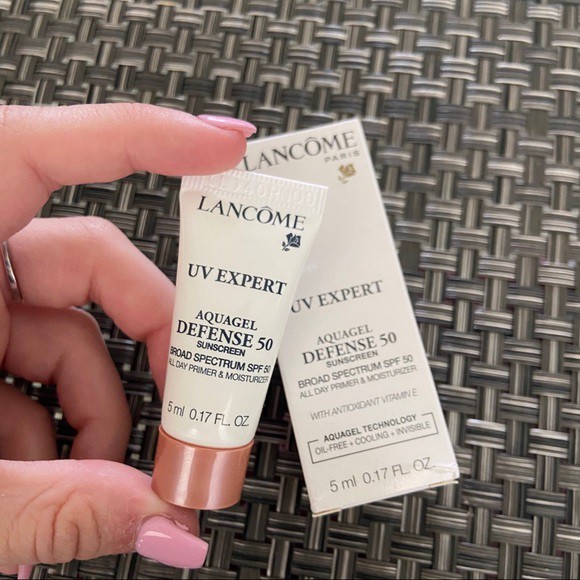 LANCÔME
UV EXPERT
AQUAGEL
DEFENSE 50
SUNSCREEN
BROAD SPECTRUM SPF 50
ALL DAY PRIMER & MOISTURIZER
5 ml 0.17 FL. OZ.
LANCÔME
PARIS
UV EXPERT
AQUAGEL
DEFENSE 50
SUNSCREEN
BROAD SPECTRUM SPF 50
ALL DAY PRIMER & MOISTURIZER
WITH ANTIOXIDANT VITAMIN E
AQUAGEL TECHNOLOGY
OIL-FREE + COOLING + INVISIBLE
5 ml 0.17 FL. OZ.